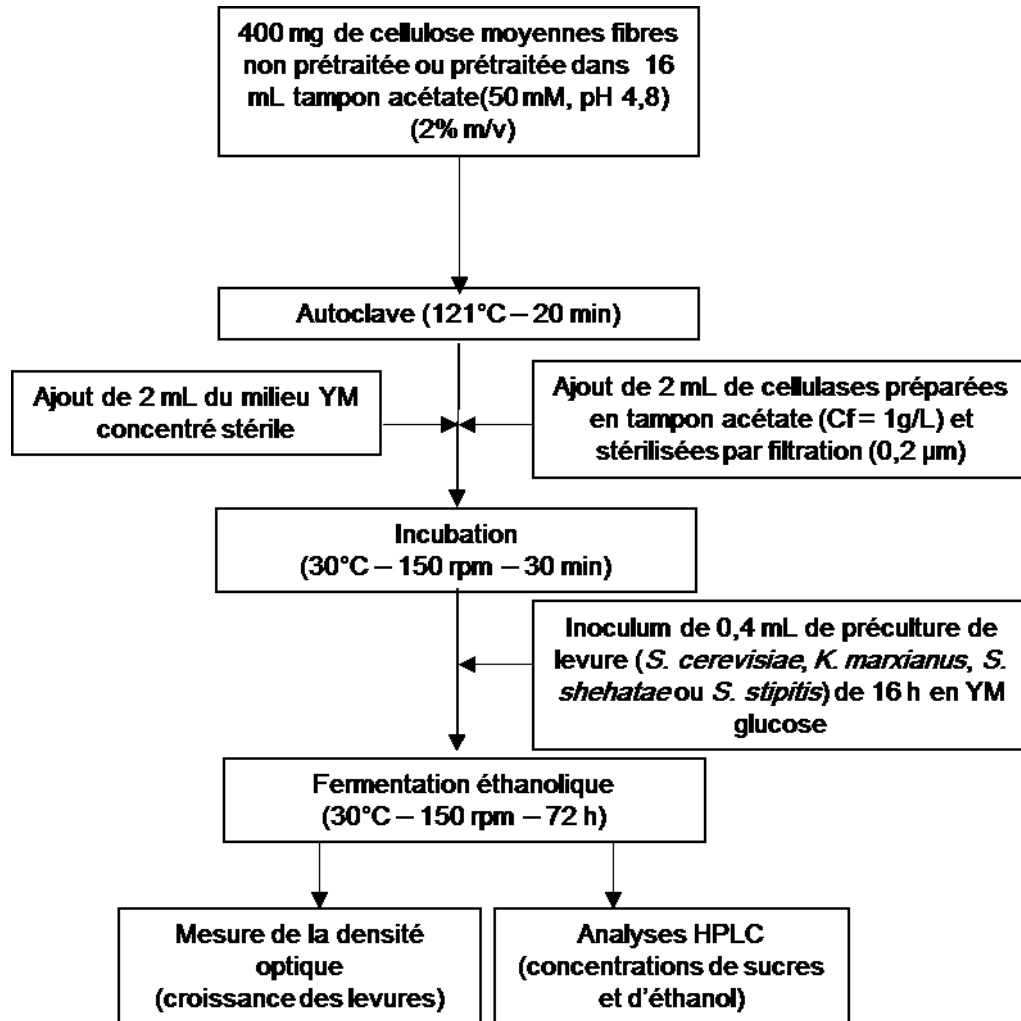 400 mg de cellulose moyennes fibres
non prétraitée ou prétraitée dans 16
mL tampon acétate(50 mM, pH 4,8)
(2% m/v)
Autoclave (121°C – 20 min)
Ajout de 2 mL du milieu YM
concentré stérile
Ajout de 2 mL de cellulases préparées
en tampon acétate (Cf = 1g/L) et
stérilisées par filtration (0,2 µm)
Incubation
(30°C – 150 rpm – 30 min)
Inoculum de 0,4 mL de préculture de
levure (S. cerevisiae, K. marxianus, S.
shehatae ou S. stipitis) de 16 h en YM
glucose
Fermentation éthanolique
(30°C – 150 rpm – 72 h)
Mesure de la densité
optique
(croissance des levures)
Analyses HPLC
(concentrations de sucres
et d'éthanol)